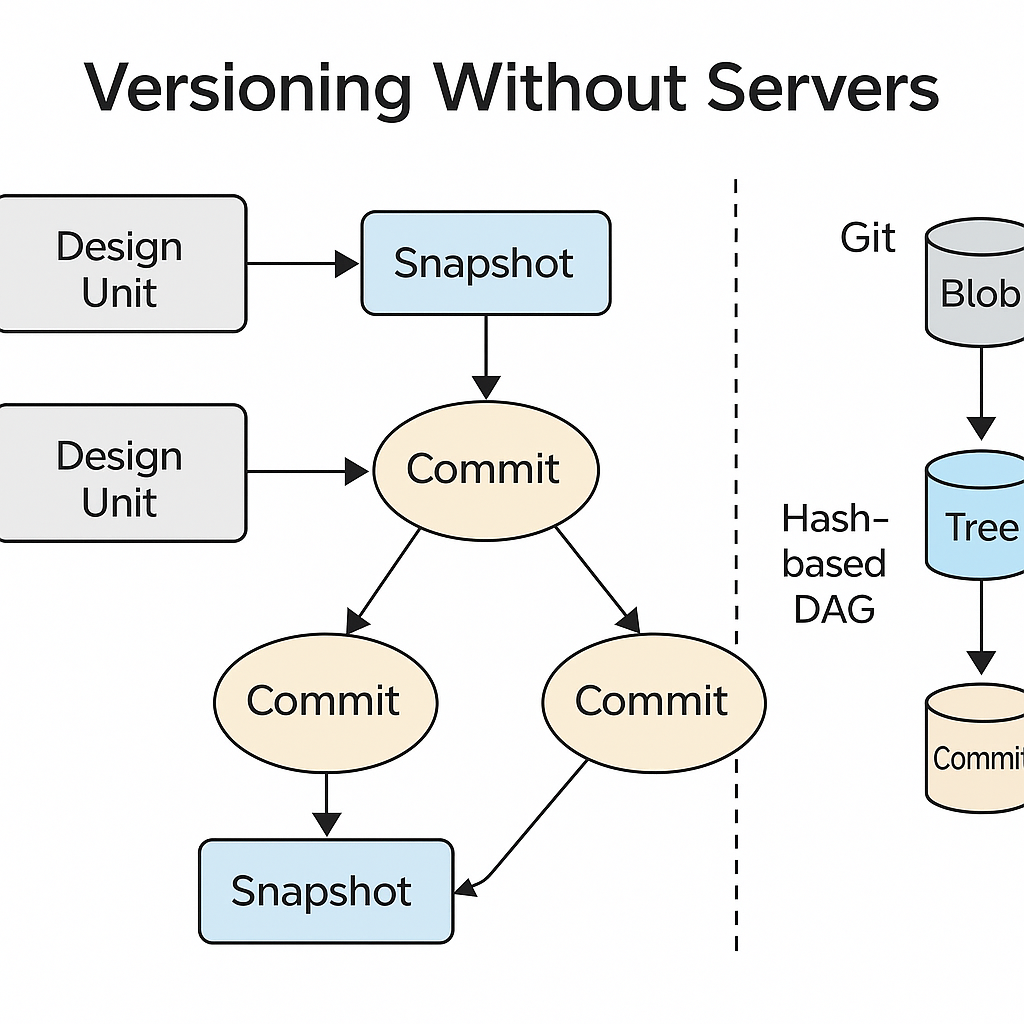 Versioning Without Servers
Design
Unit
Snapshot
Design
Unit
Commit
Commit
Commit
Snapshot
Git
Blob
Hash-
based
DAG
Tree
Commit